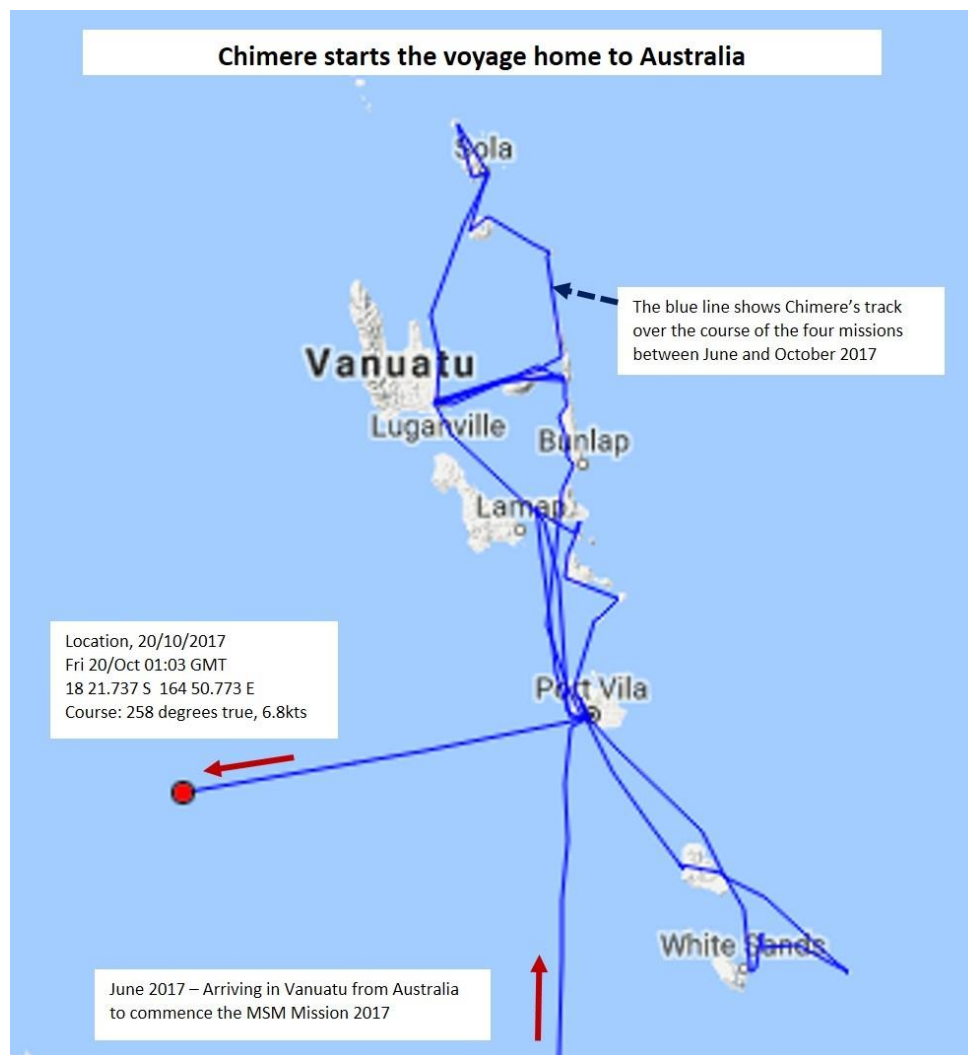 Chimere starts the voyage home to Australia
Sola
The blue line shows Chimere’s track
over the course of the four missions
between June and October 2017
Vanuatu
Luganville
Bunlap
Lamap
Location, 20/10/2017
Fri 20/Oct 01:03 GMT
18 21.737 S  164 50.773 E
Course: 258 degrees true, 6.8kts
Port Vila
White Sands
June 2017 – Arriving in Vanuatu from Australia
to commence the MSM Mission 2017